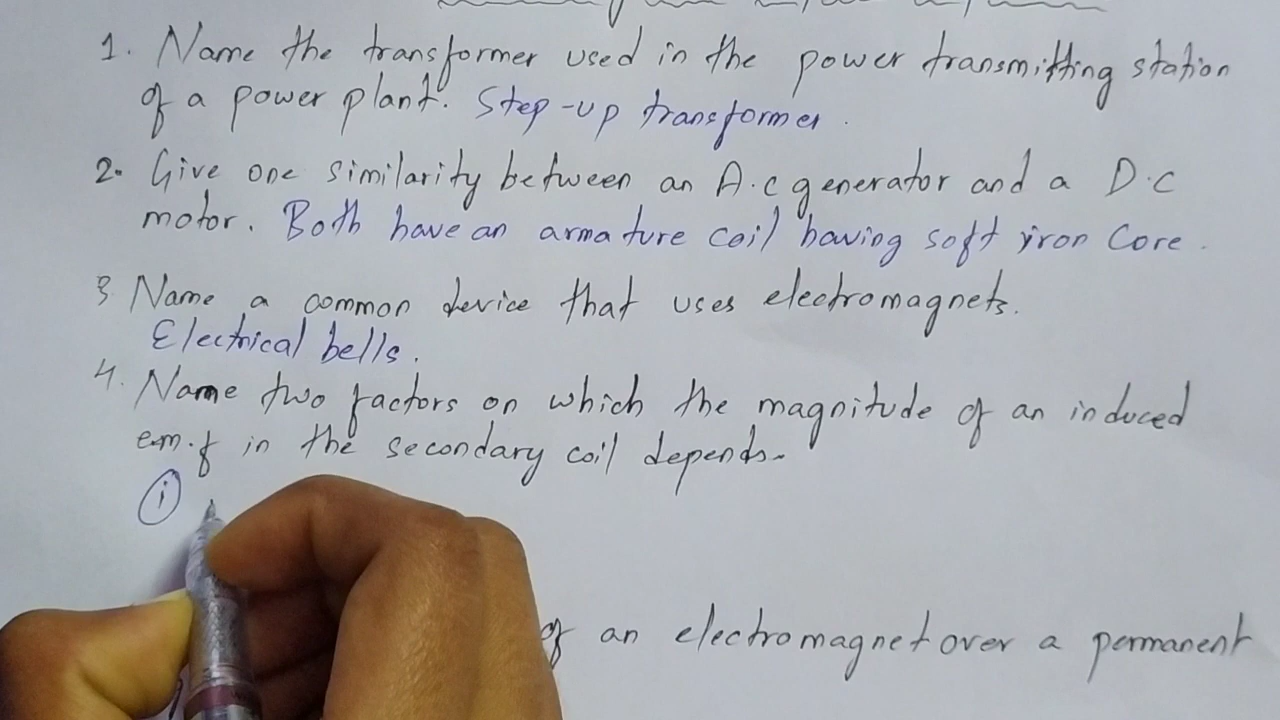 1. Name the transformer used in the power transmitting station
of a power plant. Step-up transformer.
2. Give one similarity between an A.c generator and a D.C
motor. Both have an armature coil having soft iron Core.
3. Name a common device that uses electromagnets.
Electrical bells.
4. Name two factors on which the magnitude of an induced
e.m.f in the secondary coil depends.
(i)
of an electromagnet over a permanent